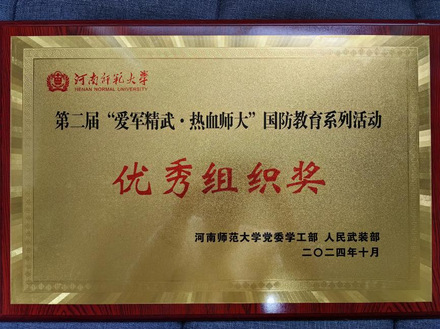 河南师范大学
HENAN NORMAL UNIVERSITY
第二届“爱军精武·热血师大”国防教育系列活动
优秀组织奖
河南师范大学党委学工部 人民武装部
二〇二四年十月